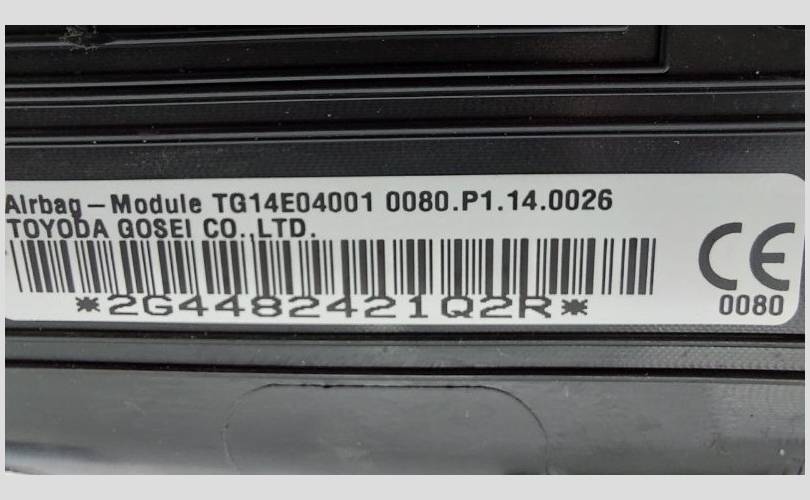 Airbag – Module TG14E04001 0080.P1.14.0026
TOYODA GOSEI CO.,LTD.
*2G4482421Q2R*
CE
0080